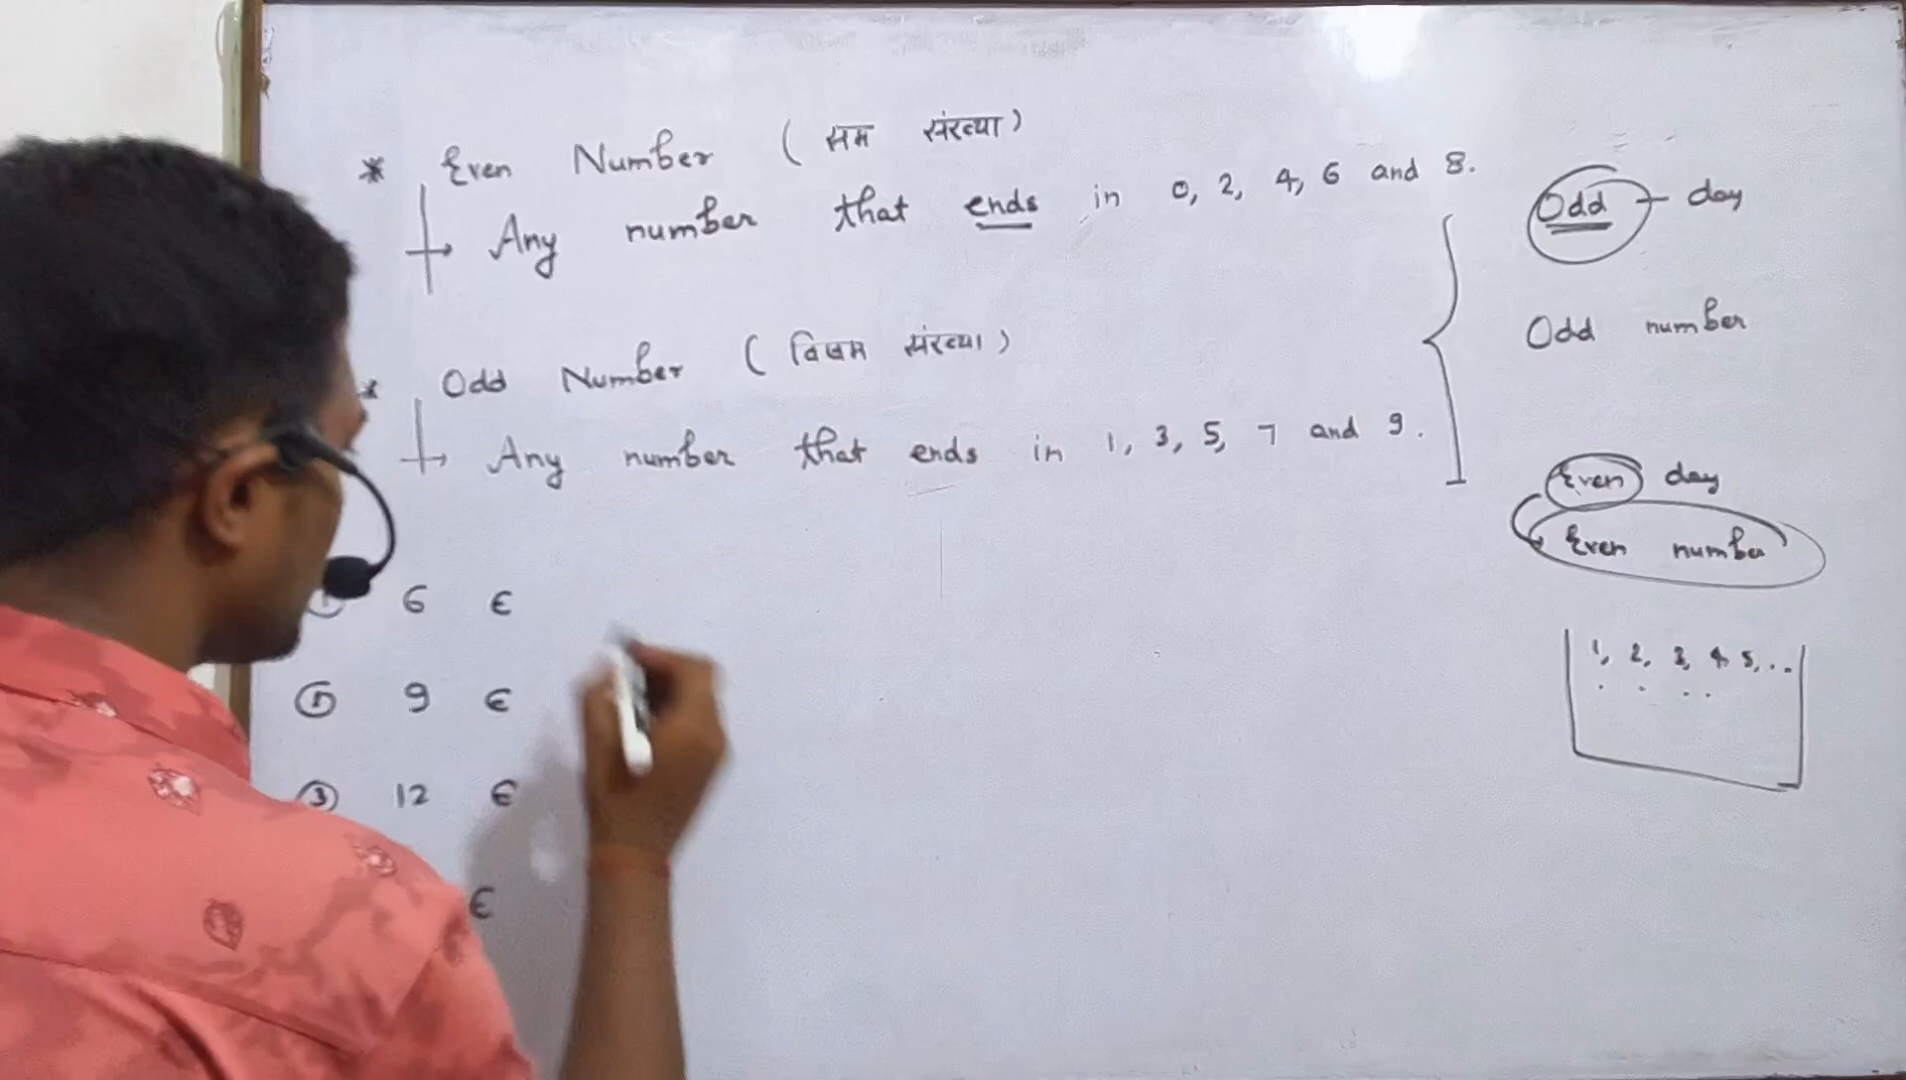 * Even Number (सम संख्या)
→ Any number that ends in 0, 2, 4, 6 and 8.
* Odd Number (विषम संख्या)
→ Any number that ends in 1, 3, 5, 7 and 9.
6 ∈
9 ∈
③ 12 ∈
∈
Odd - day
Odd number
Even day
Even number
1, 2, 3, 4, 5, ..